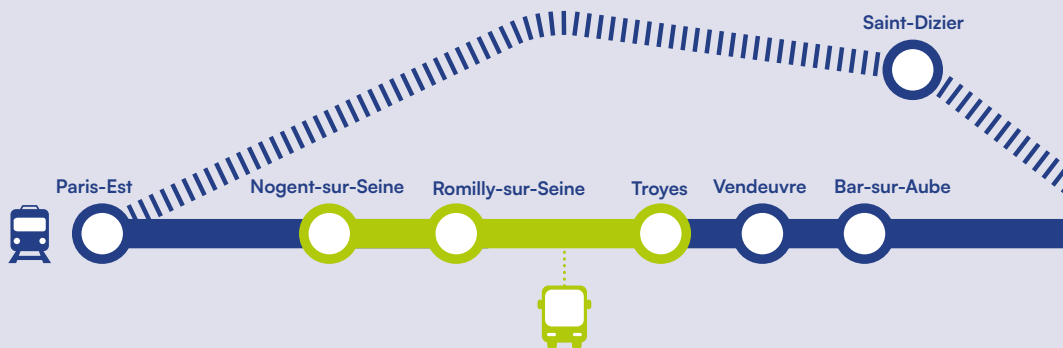 Saint-Dizier
Paris-Est
Nogent-sur-Seine
Romilly-sur-Seine
Troyes
Vendeuvre
Bar-sur-Aube